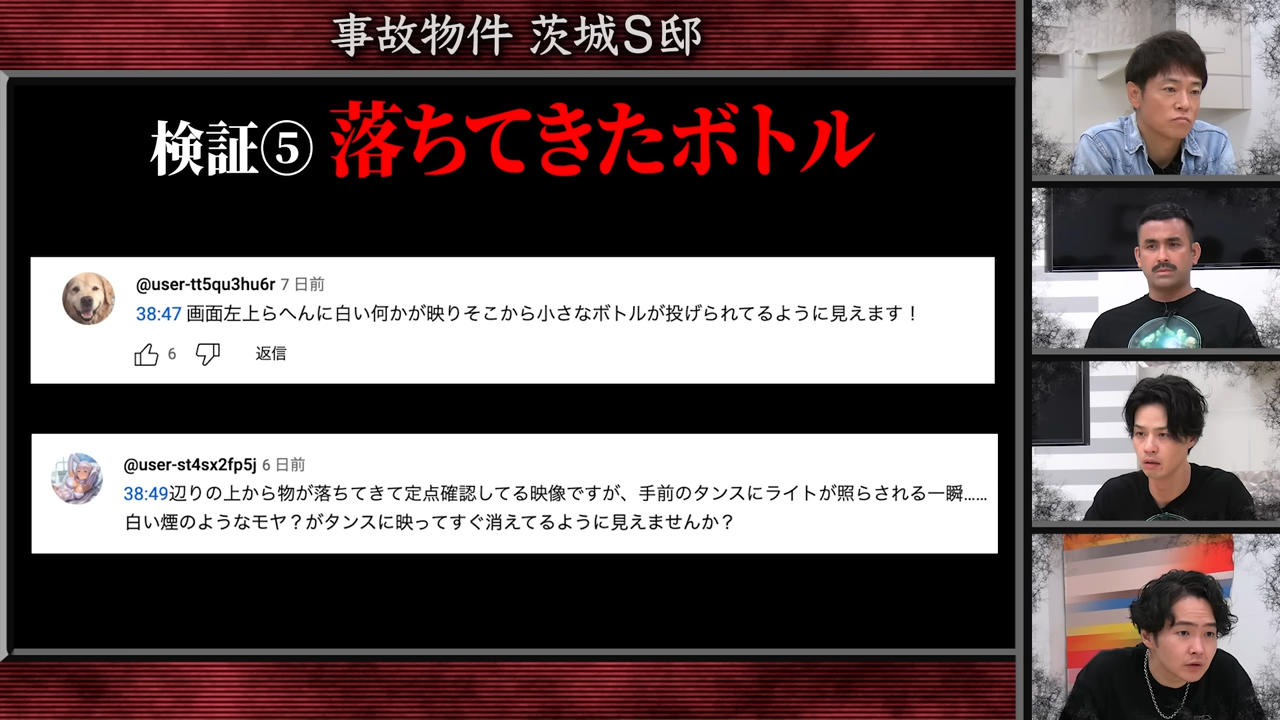 事故物件 茨城S邸
検証⑤ 落ちてきたボトル
@user-tt5qu3hu6r 7 日前
38:47 画面左上らへんに白い何かが映りそこから小さなボトルが投げられてるように見えます！
6 返信
@user-st4sx2fp5j 6 日前
38:49辺りの上から物が落ちてきて定点確認してる映像ですが、手前のタンスにライトが照らされる一瞬……
白い煙のようなモヤ？がタンスに映ってすぐ消えてるように見えませんか？